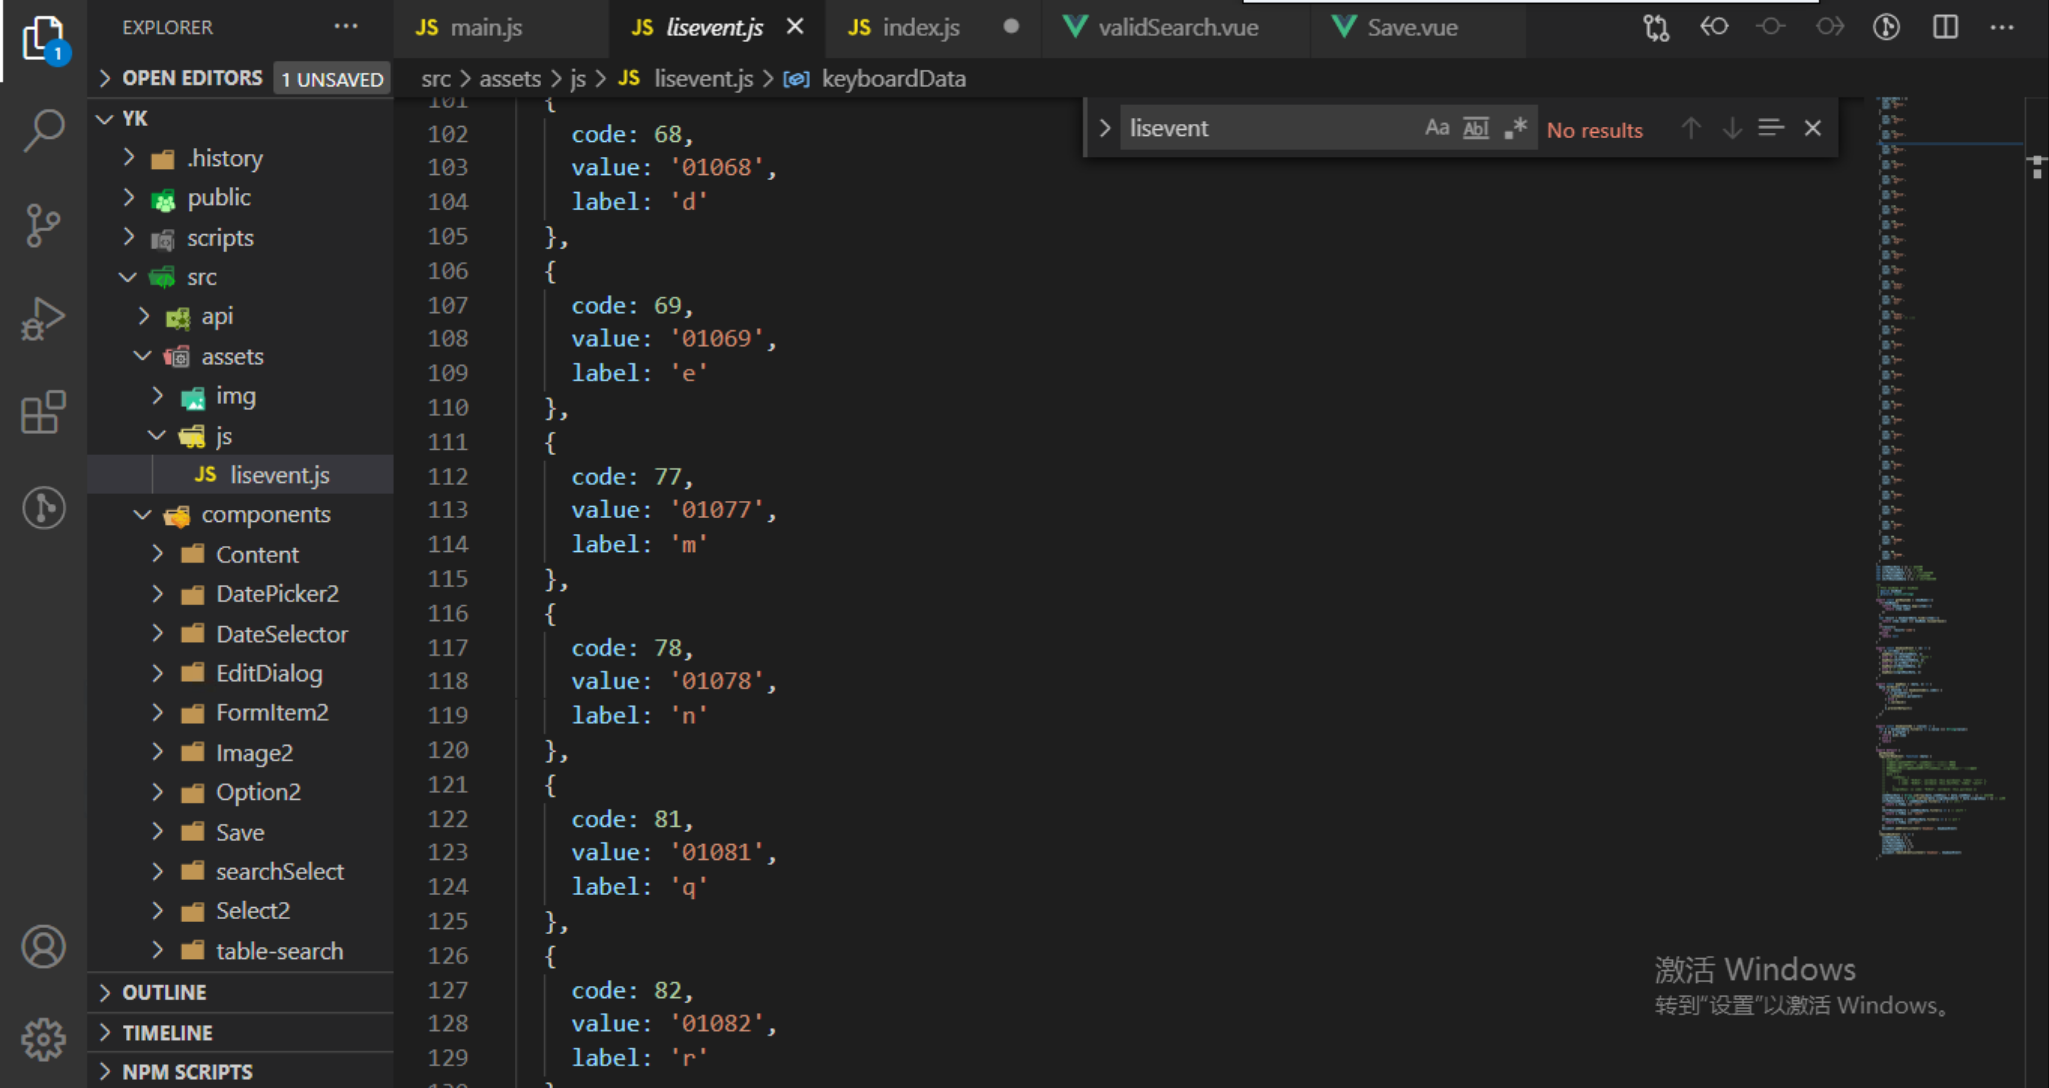 EXPLORER
main.js
lisevent.js
index.js
validSearch.vue
Save.vue
OPEN EDITORS
1 UNSAVED
src > assets > js > JS lisevent.js > keyboardData
lisevent
Aa
Abl
.*
No results
YK
.history
public
scripts
src
api
assets
img
js
JS lisevent.js
components
Content
DatePicker2
DateSelector
EditDialog
FormItem2
Image2
Option2
Save
searchSelect
Select2
table-search
OUTLINE
TIMELINE
NPM SCRIPTS
1
101 {
102 code: 68,
103 value: '01068',
104 label: 'd'
105 },
106 {
107 code: 69,
108 value: '01069',
109 label: 'e'
110 },
111 {
112 code: 77,
113 value: '01077',
114 label: 'm'
115 },
116 {
117 code: 78,
118 value: '01078',
119 label: 'n'
120 },
121 {
122 code: 81,
123 value: '01081',
124 label: 'q'
125 },
126 {
127 code: 82,
128 value: '01082',
129 label: 'r'
激活 Windows
转到“设置”以激活 Windows。